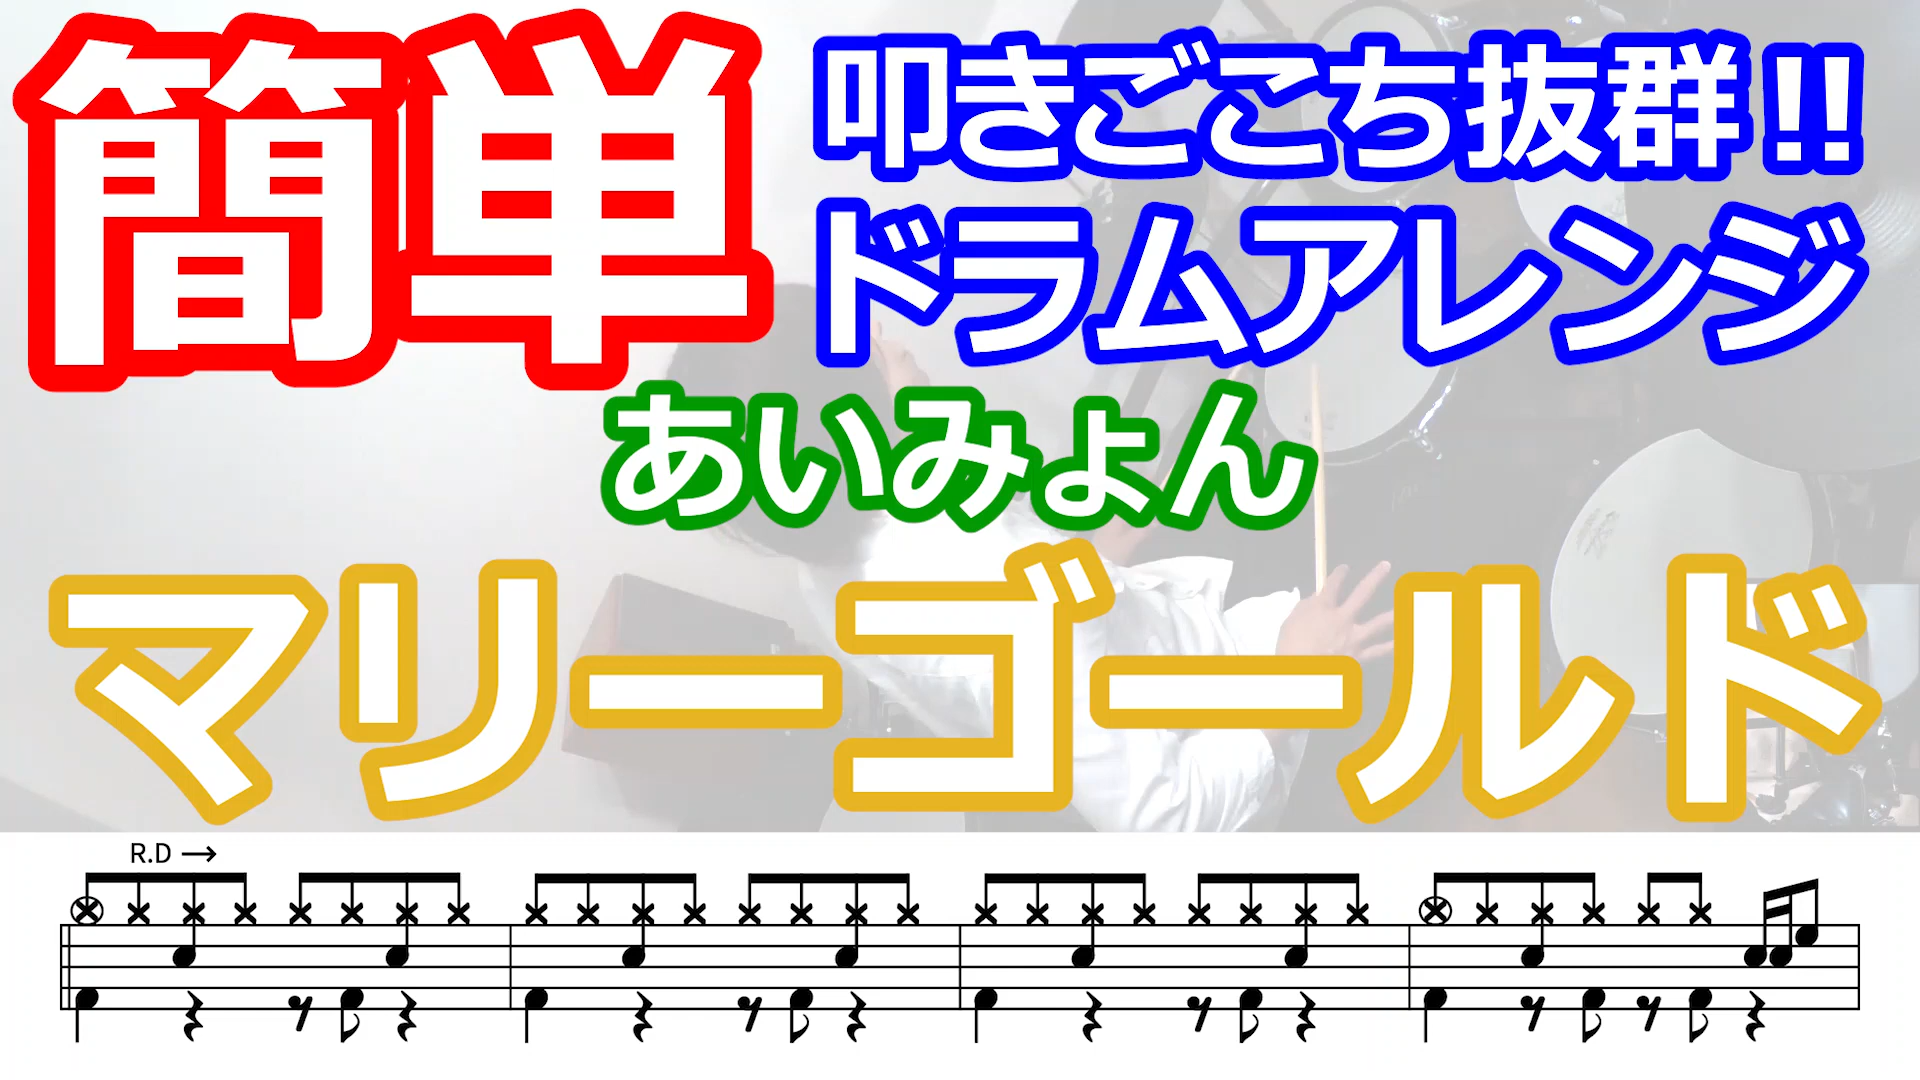 簡単
叩きごこち抜群!!
ドラムアレンジ
あいみょん
マリーゴールド
R.D →